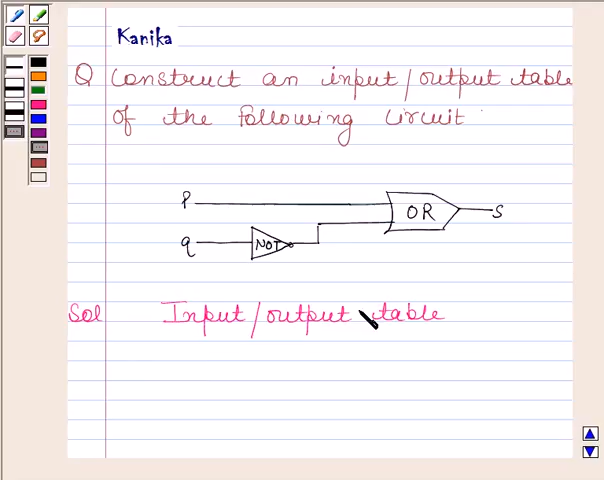 Kanika
Q Construct an input/output table
of the following circuit
p
OR
S
q
NOT
Sol Input/output table